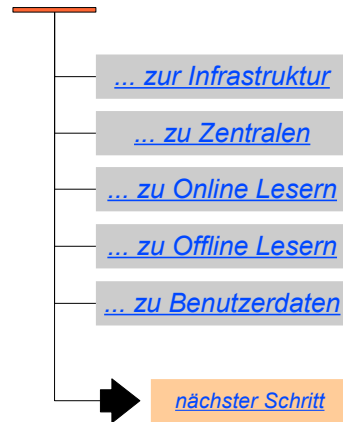 ... zur Infrastruktur
... zu Zentralen
... zu Online Lesern
... zu Offline Lesern
... zu Benutzerdaten
nächster Schritt